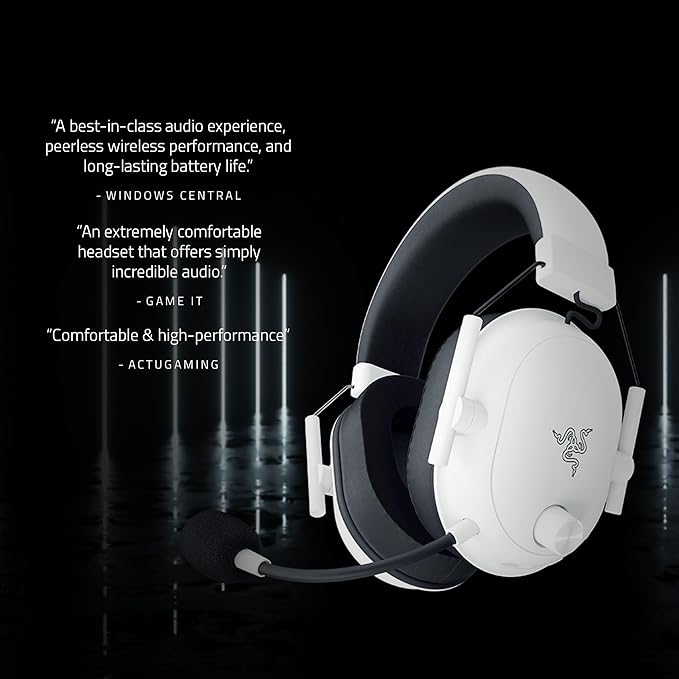 “A best-in-class audio experience,
peerless wireless performance, and
long-lasting battery life.”
- WINDOWS CENTRAL
“An extremely comfortable
headset that offers simply
incredible audio.”
- GAME IT
“Comfortable & high-performance”
- ACTUGAMING